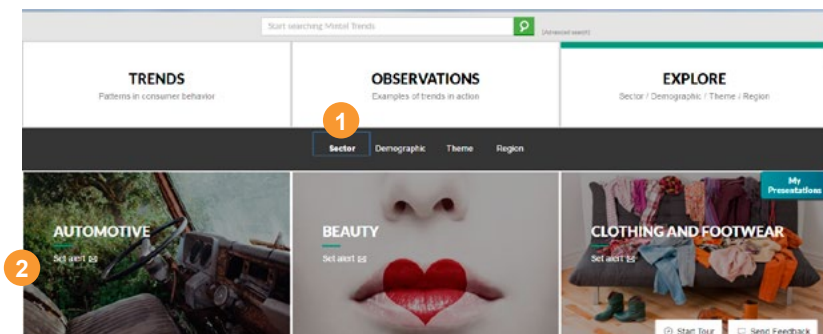 Start searching Mintel Trends
[Advanced search]
TRENDS
Patterns in consumer behavior
OBSERVATIONS
Examples of trends in action
EXPLORE
Sector / Demographic / Theme / Region
1
Sector Demographic Theme Region
My
Presentations
AUTOMOTIVE
Set alert
BEAUTY
Set alert
CLOTHING AND FOOTWEAR
Set alert
2
Start Tour
Send Feedback